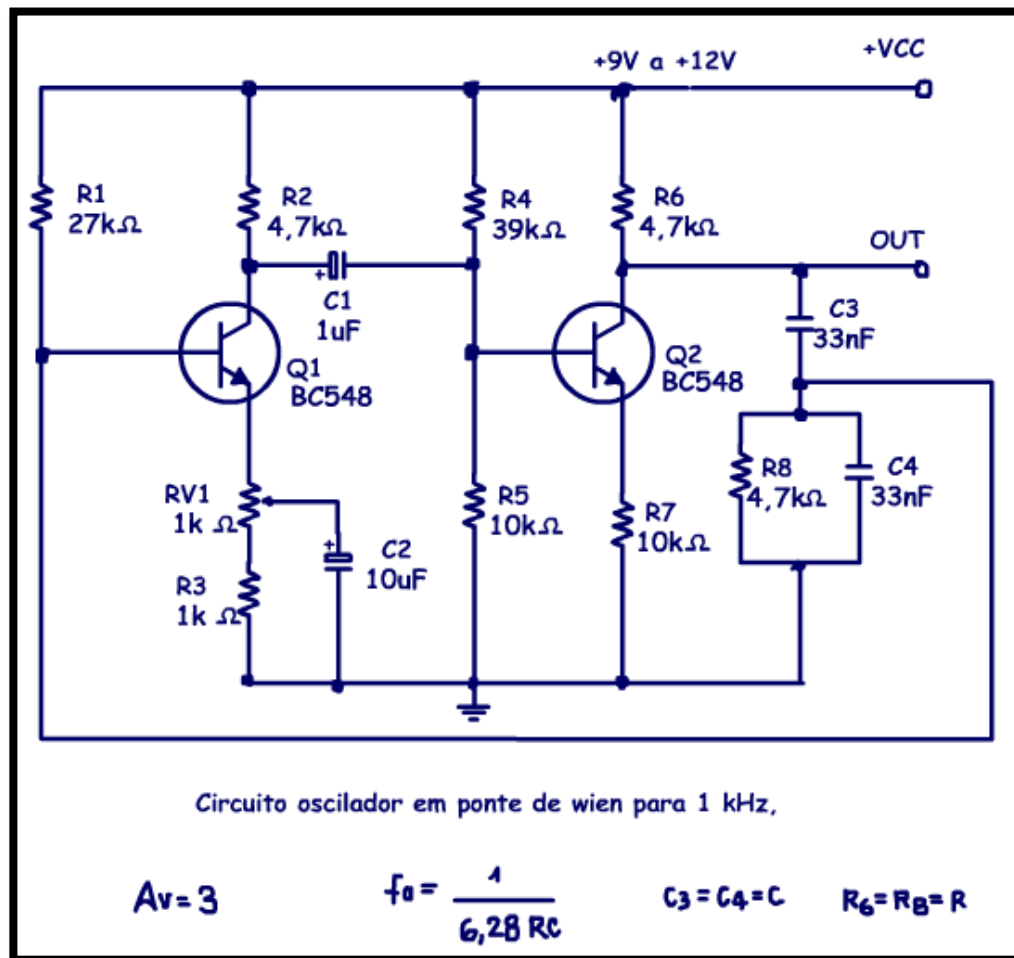 +VCC
+9V a +12V
R1
27kΩ
R2
4,7kΩ
R4
39kΩ
R6
4,7kΩ
OUT
+
C1
1uF
C3
33nF
Q1
BC548
Q2
BC548
RV1
1k Ω
+
C2
10uF
R3
1k Ω
R5
10kΩ
R7
10kΩ
R8
4,7kΩ
C4
33nF
Circuito oscilador em ponte de wien para 1 kHz,
Av = 3
fo = 1
6,28 RC
C3 = C4 = C
R6 = R8 = R